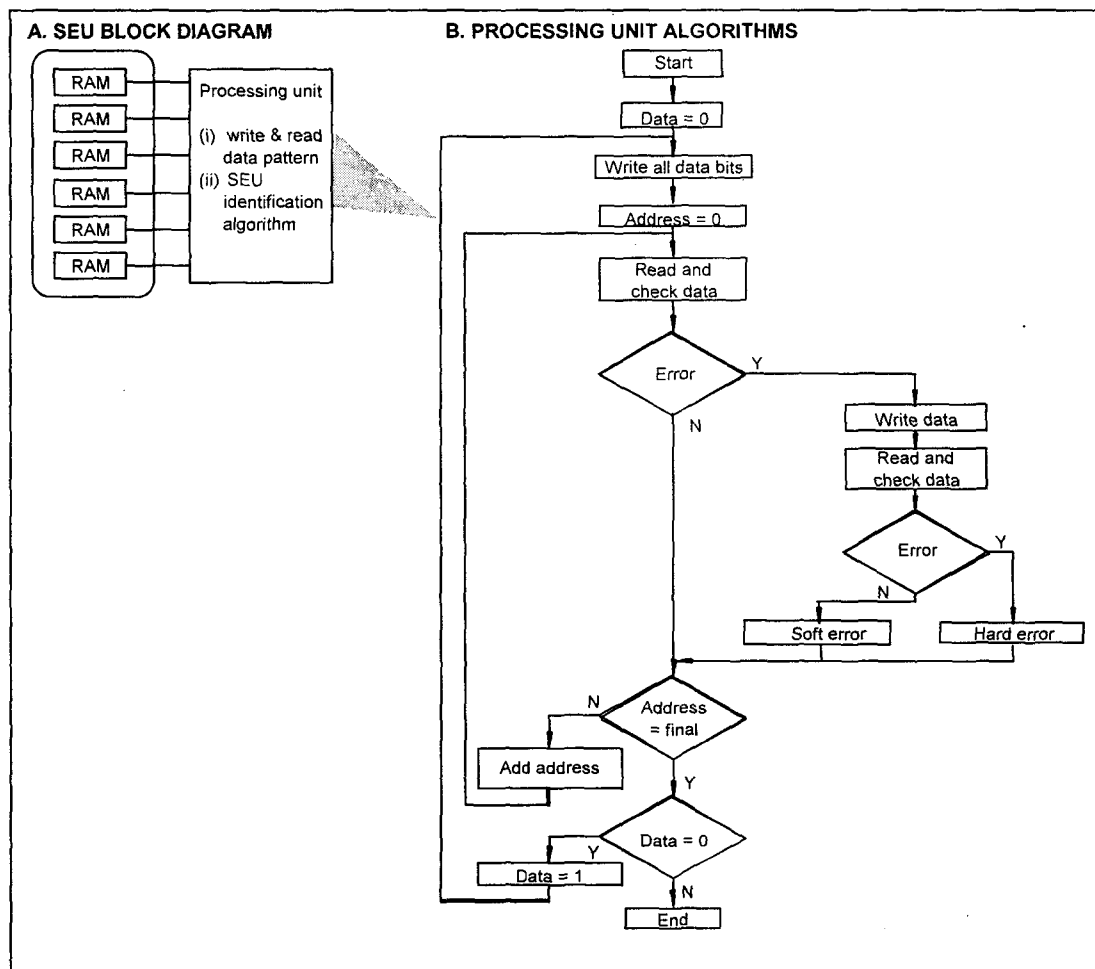 A. SEU BLOCK DIAGRAM
RAM
RAM
RAM
RAM
RAM
RAM
Processing unit
(i) write & read
data pattern
(ii) SEU
identification
algorithm
B. PROCESSING UNIT ALGORITHMS
Start
Data = 0
Write all data bits
Address = 0
Read and
check data
Error
Y
N
Write data
Read and
check data
Error
Y
N
Soft error
Hard error
Address
= final
N
Add address
Y
Data = 0
Y
Data = 1
N
End